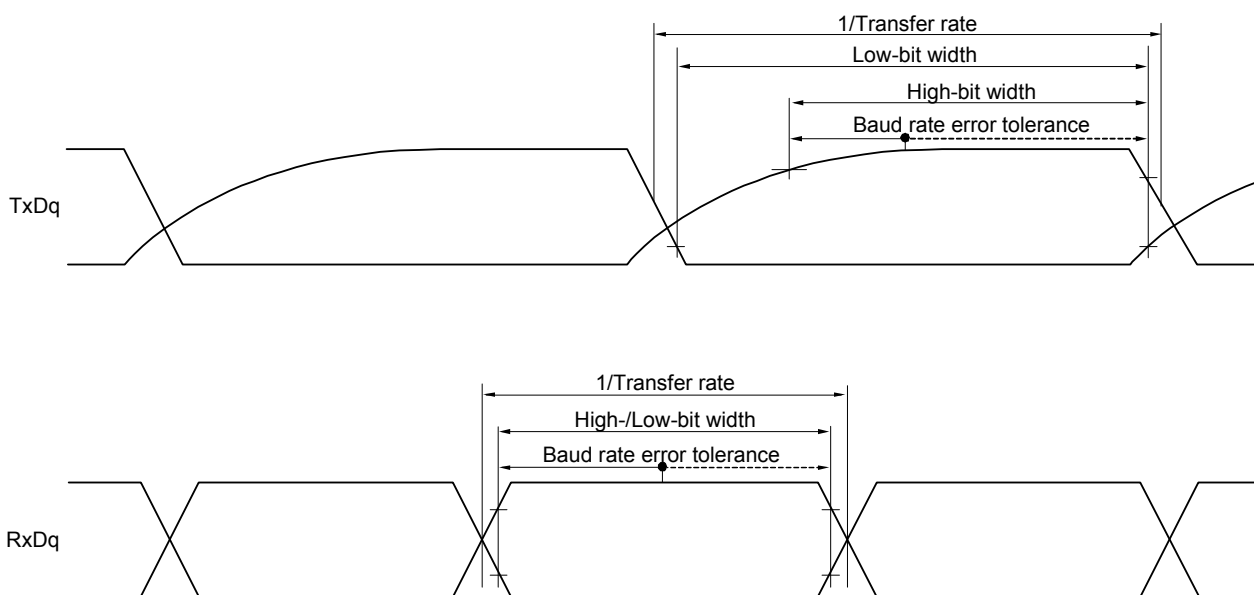 1/Transfer rate
Low-bit width
High-bit width
Baud rate error tolerance
TxDq
1/Transfer rate
High-/Low-bit width
Baud rate error tolerance
RxDq